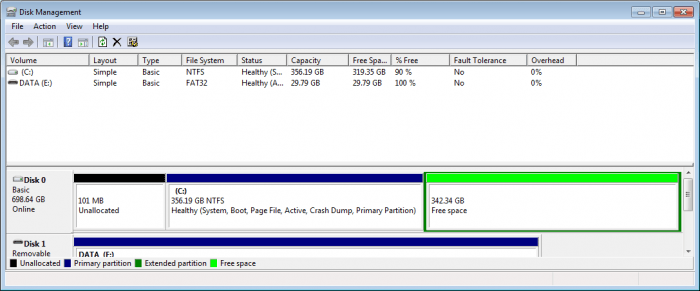 Disk Management
File Action View Help
Volume Layout Type File System Status Capacity Free Spa... % Free Fault Tolerance Overhead
(C:) Simple Basic NTFS Healthy (S... 356.19 GB 319.35 GB 90 % No 0%
DATA (E:) Simple Basic FAT32 Healthy (A... 29.79 GB 29.79 GB 100 % No 0%
Disk 0
Basic
698.64 GB
Online
101 MB
Unallocated
(C:)
356.19 GB NTFS
Healthy (System, Boot, Page File, Active, Crash Dump, Primary Partition)
342.34 GB
Free space
Disk 1
Removable
DATA (E:)
Unallocated Primary partition Extended partition Free space